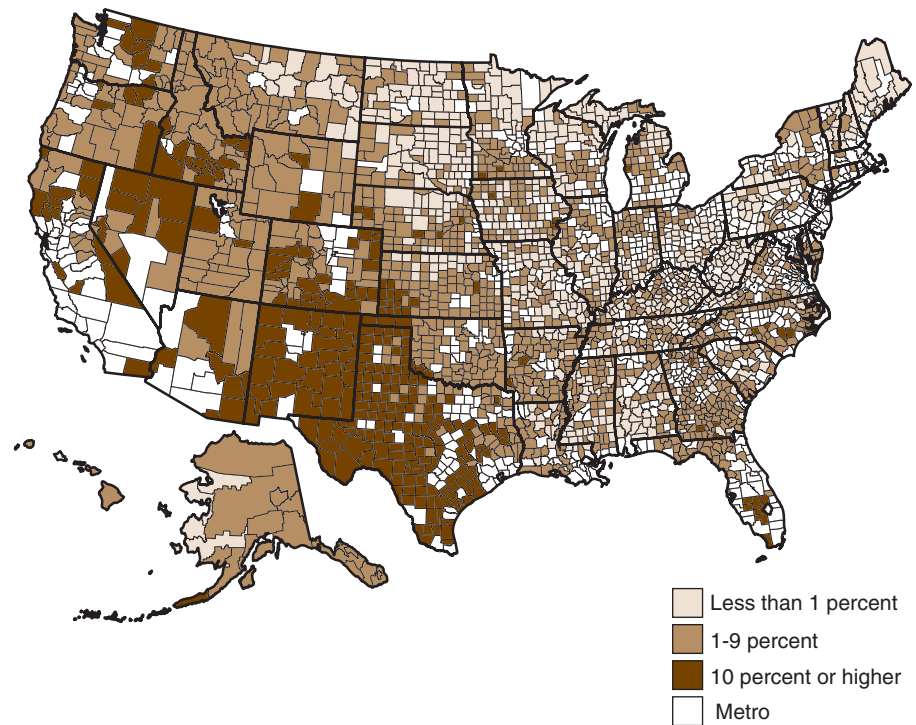 Less than 1 percent
1-9 percent
10 percent or higher
Metro